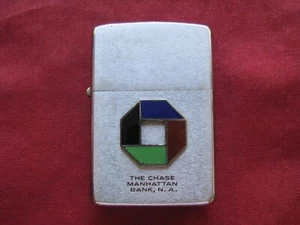 THE CHASE
MANHATTAN
BANK, N. A.